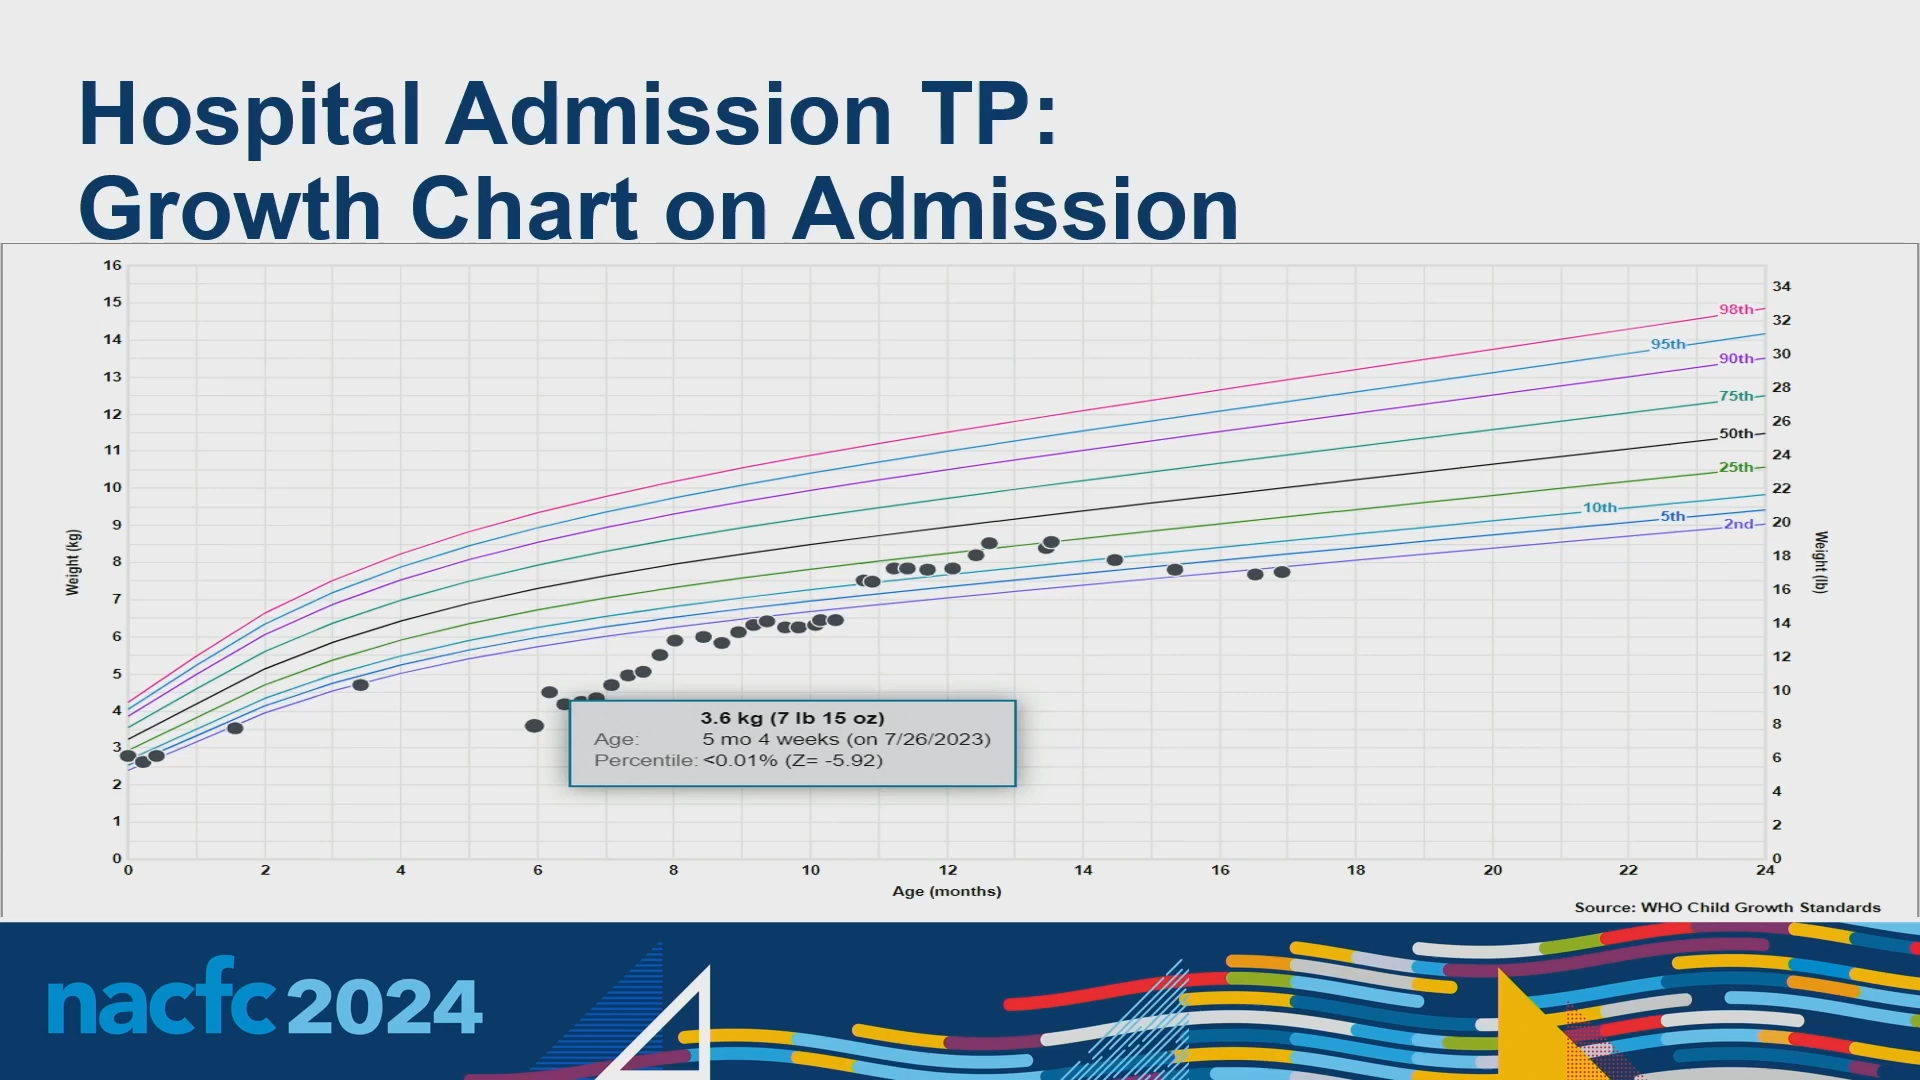 Hospital Admission TP:
Growth Chart on Admission
16
15
14
13
12
11
10
9
8
7
6
5
4
3
2
1
0
Weight (kg)
34
32
30
28
26
24
22
20
18
16
14
12
10
8
6
4
2
0
Weight (lb)
98th
95th
90th
75th
50th
25th
10th
5th
2nd
3.6 kg (7 lb 15 oz)
Age: 5 mo 4 weeks (on 7/26/2023)
Percentile: <0.01% (Z= -5.92)
0 2 4 6 8 10 12 14 16 18 20 22 24
Age (months)
Source: WHO Child Growth Standards
nacfc 2024